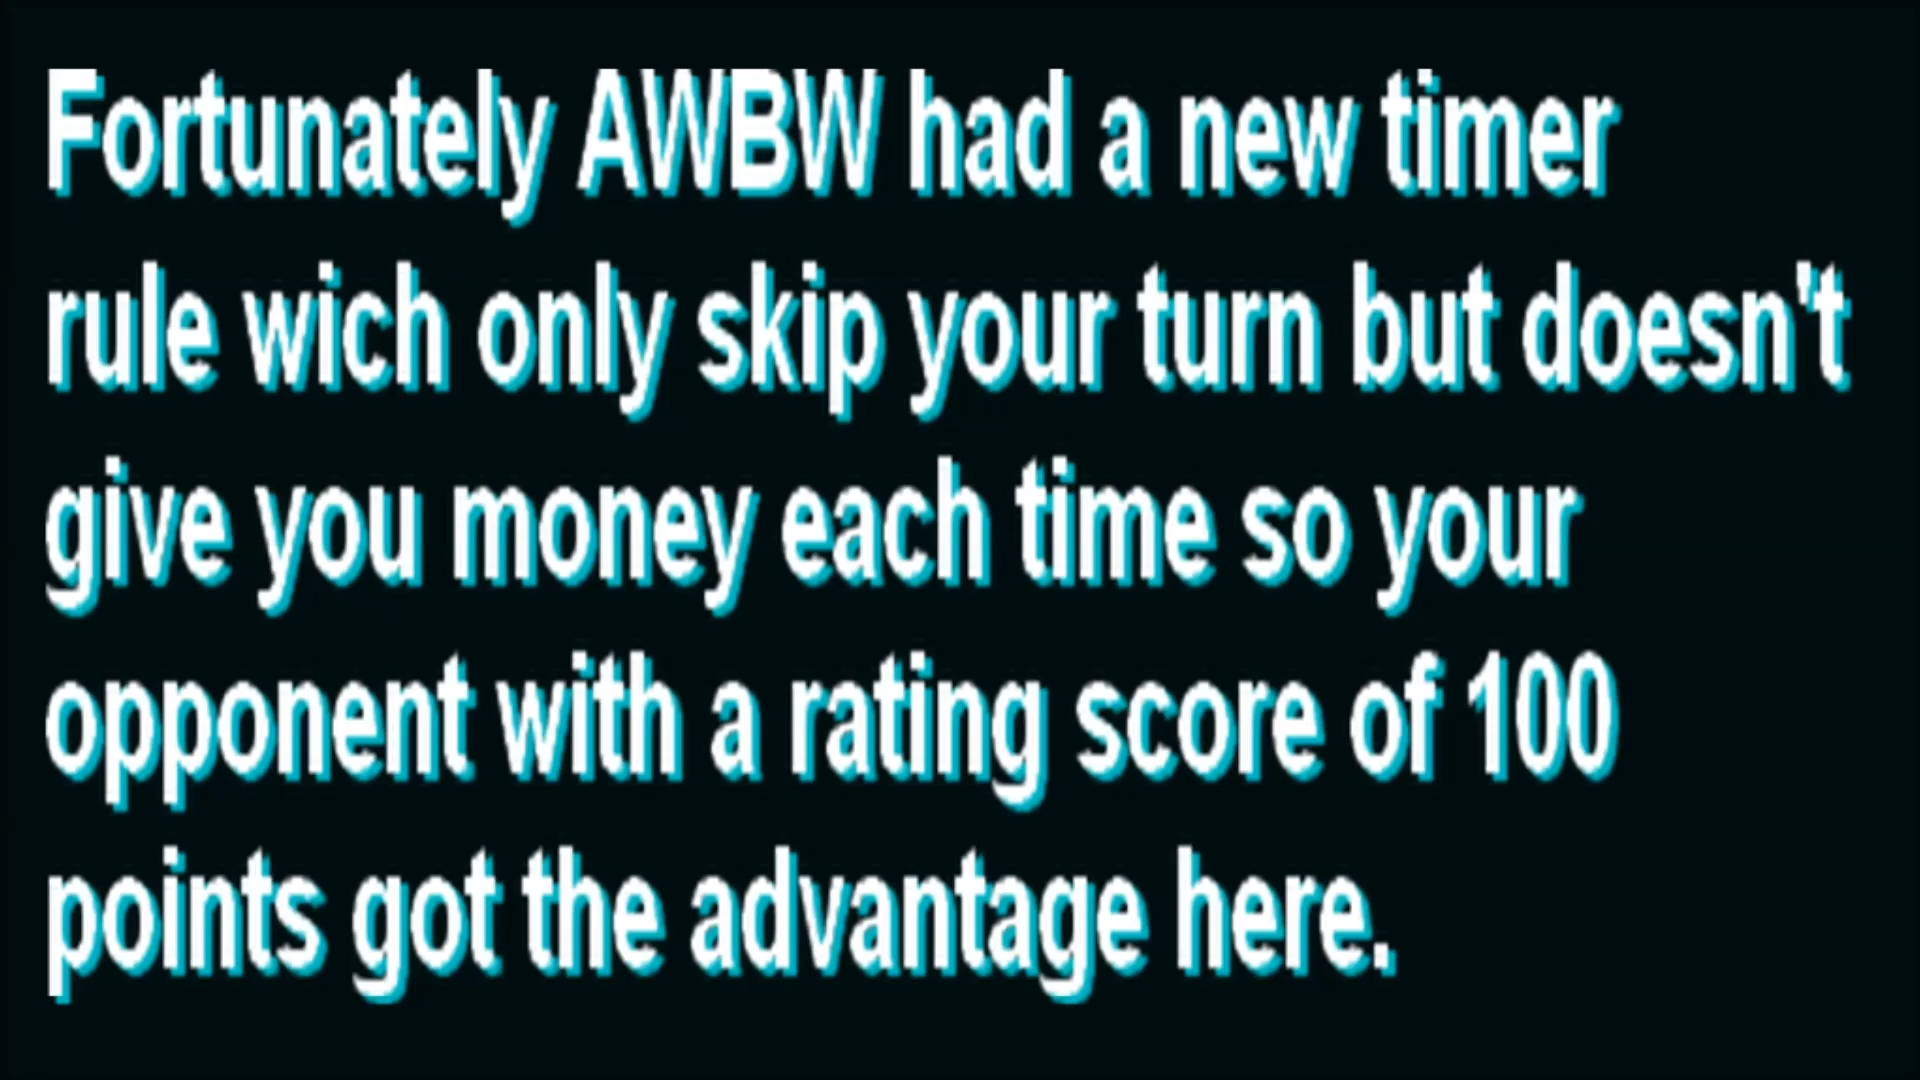 Fortunately AWBW had a new timer
rule wich only skip your turn but doesn't
give you money each time so your
opponent with a rating score of 100
points got the advantage here.